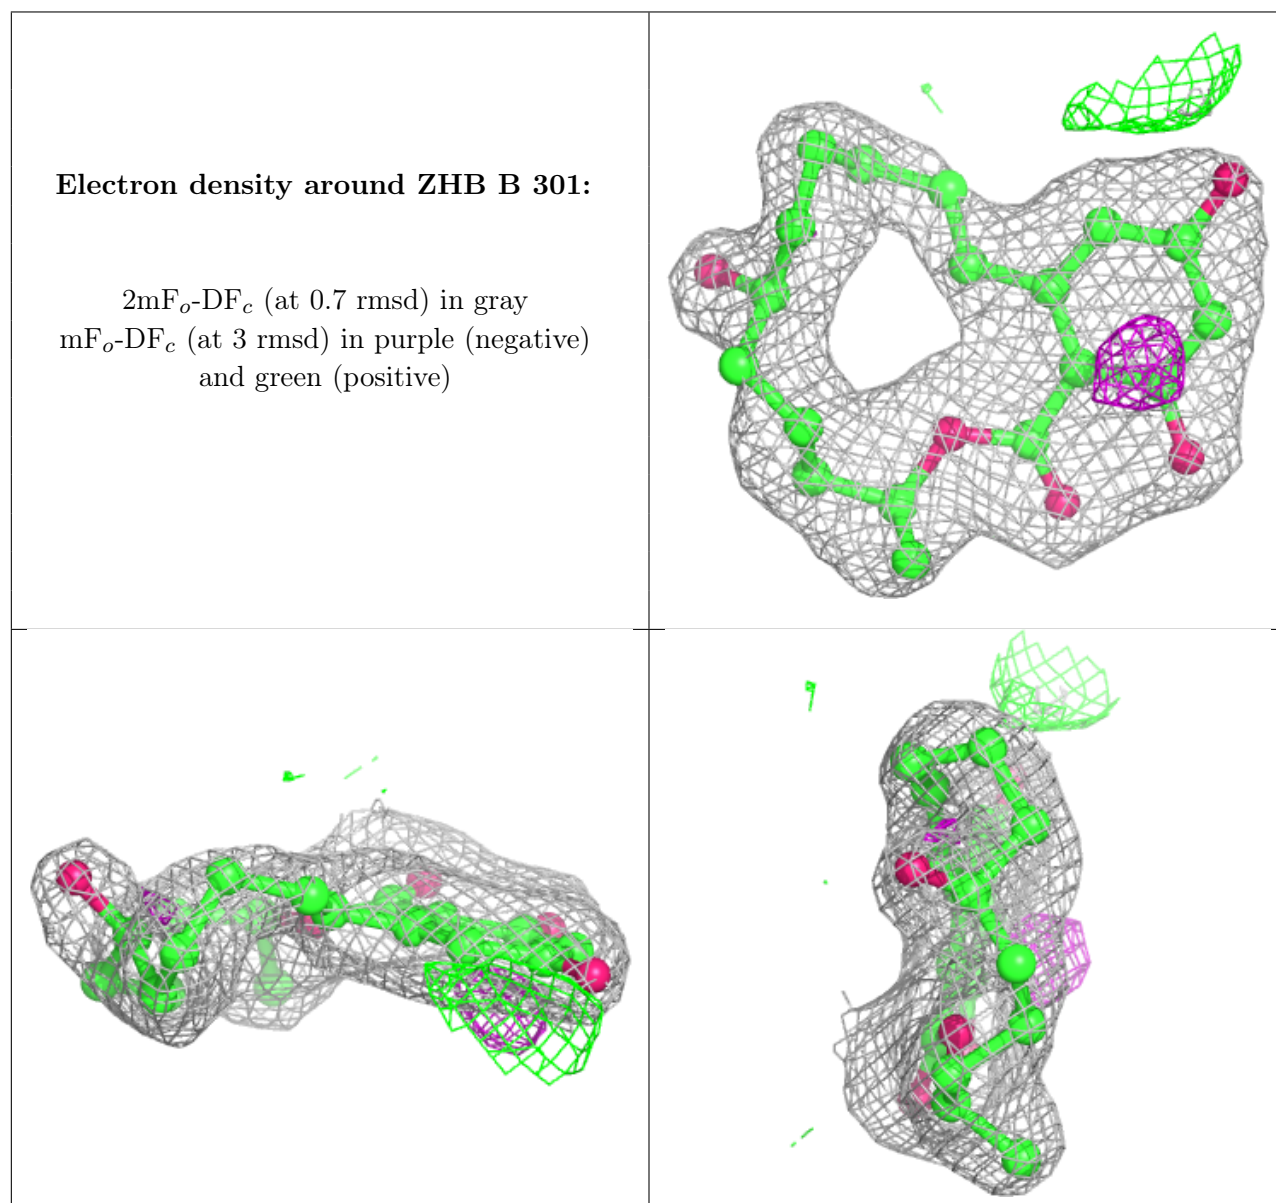 Electron density around ZHB B 301:
2mFo-DFc (at 0.7 rmsd) in gray
mFo-DFc (at 3 rmsd) in purple (negative)
and green (positive)